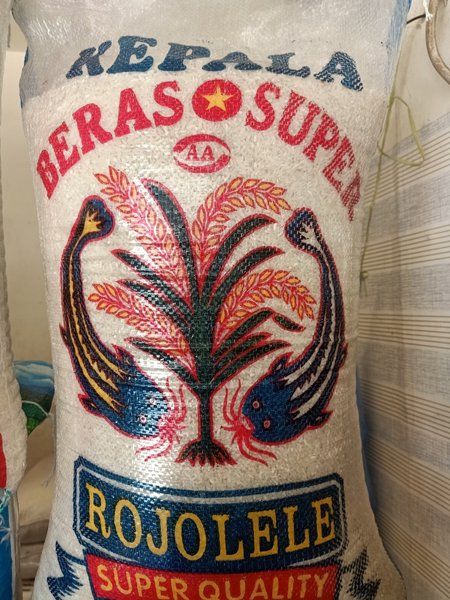 KEPALA
BERAS SUPER
AA
ROJOLELE
SUPER QUALITY